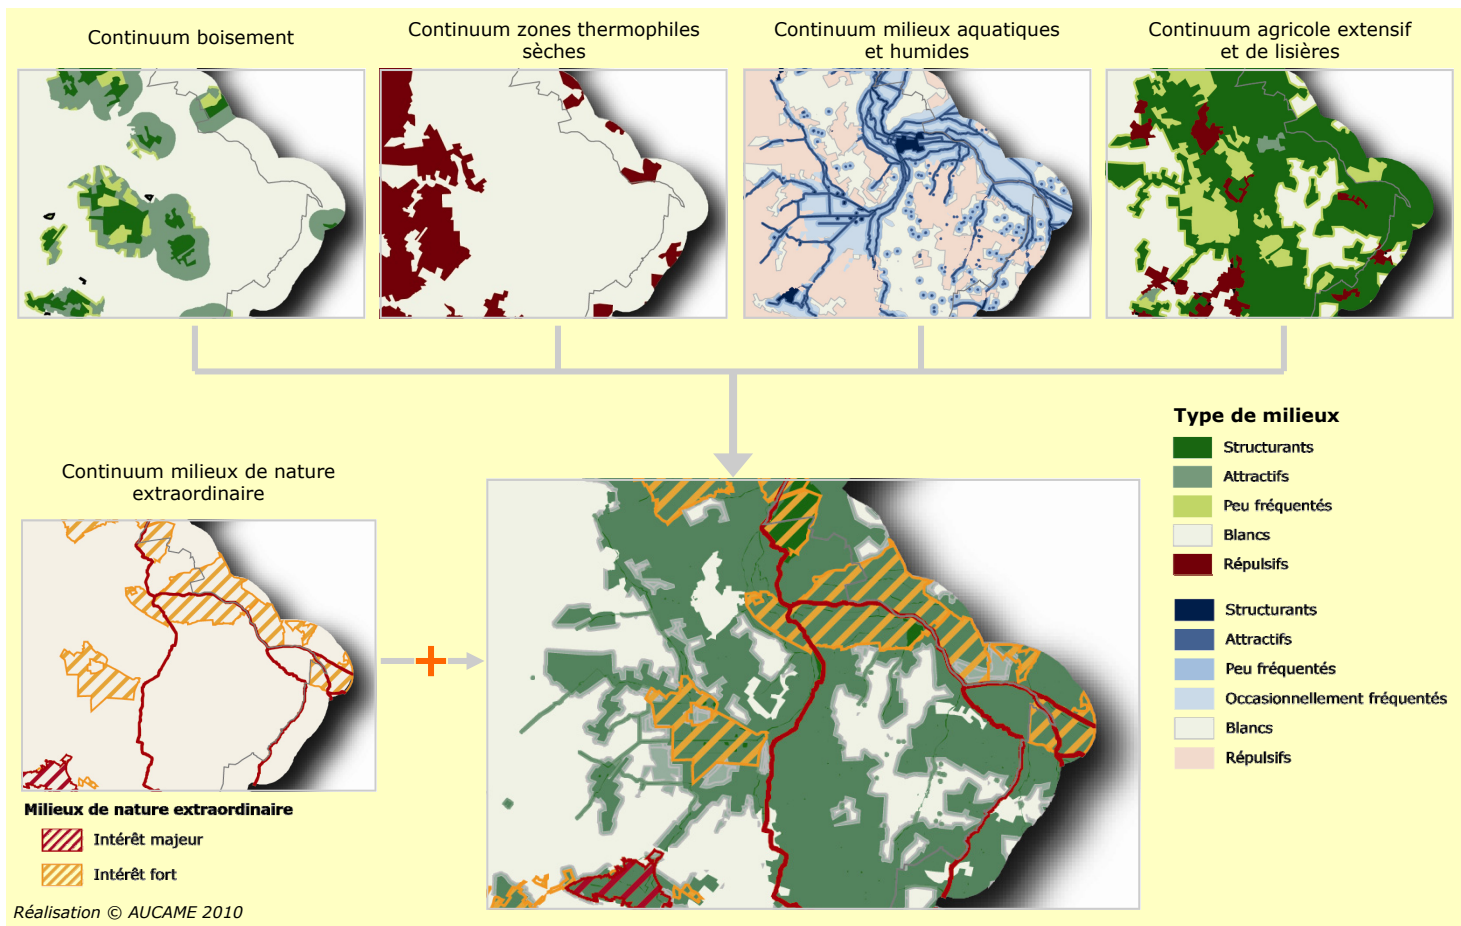 Continuum boisement
Continuum zones thermophiles
sèches
Continuum milieux aquatiques
et humides
Continuum agricole extensif
et de lisières
Type de milieux
Structurants
Attractifs
Peu fréquentés
Blancs
Répulsifs
Structurants
Attractifs
Peu fréquentés
Occasionnellement fréquentés
Blancs
Répulsifs
Continuum milieux de nature
extraordinaire
Milieux de nature extraordinaire
Intérêt majeur
Intérêt fort
Réalisation © AUCAME 2010